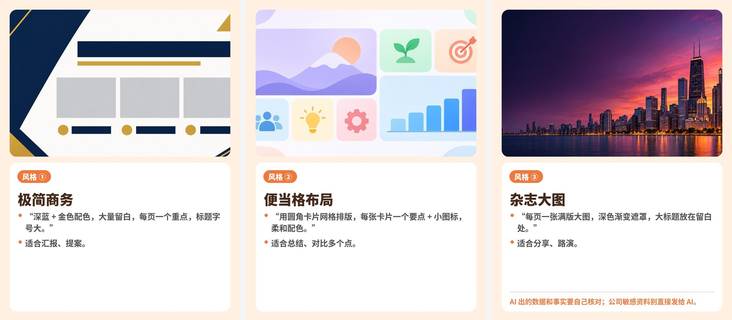 风格 ①
极简商务
“深蓝 + 金色配色，大量留白，每页一个重点，标题字
号大。”
适合汇报、提案。
风格 ②
便当格布局
“用圆角卡片网格排版，每张卡片一个要点 + 小图标，
柔和配色。”
适合总结、对比多个点。
风格 ③
杂志大图
“每页一张满版大图，深色渐变遮罩，大标题放在留白
处。”
适合分享、路演。
AI 出的数据和事实要自己核对；公司敏感资料别直接发给 AI。